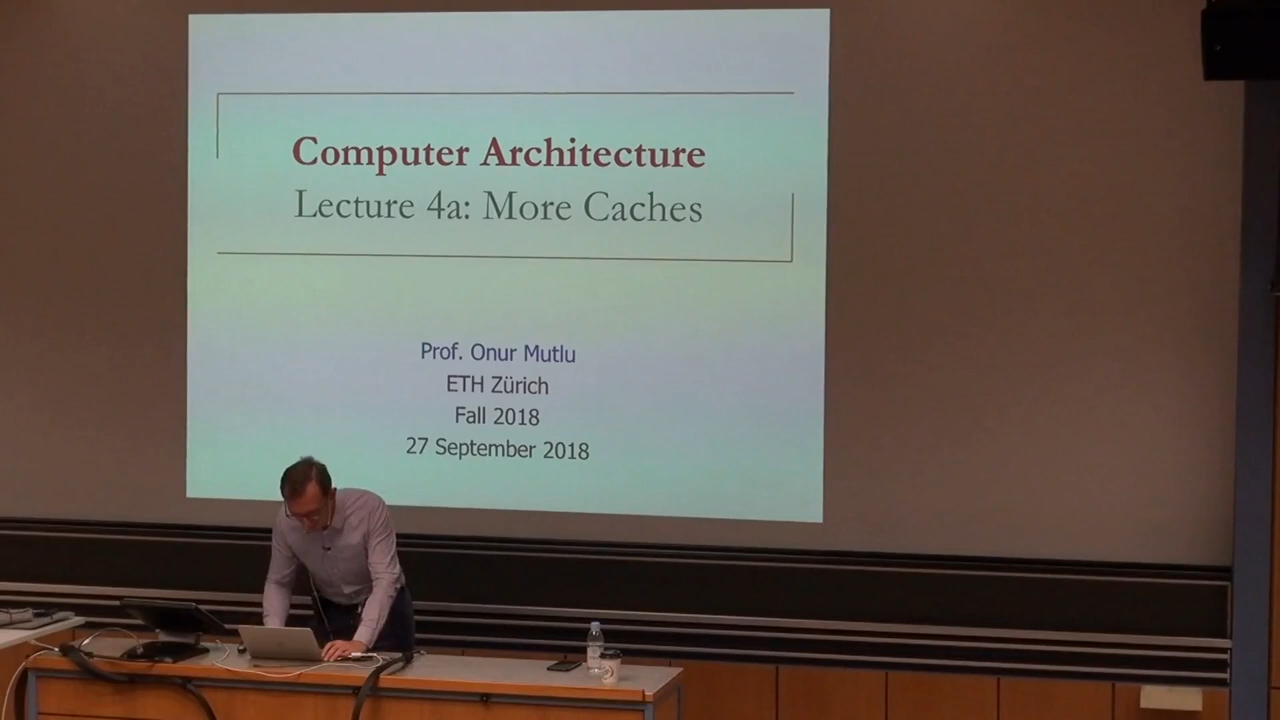 Computer Architecture
Lecture 4a: More Caches
Prof. Onur Mutlu
ETH Zürich
Fall 2018
27 September 2018